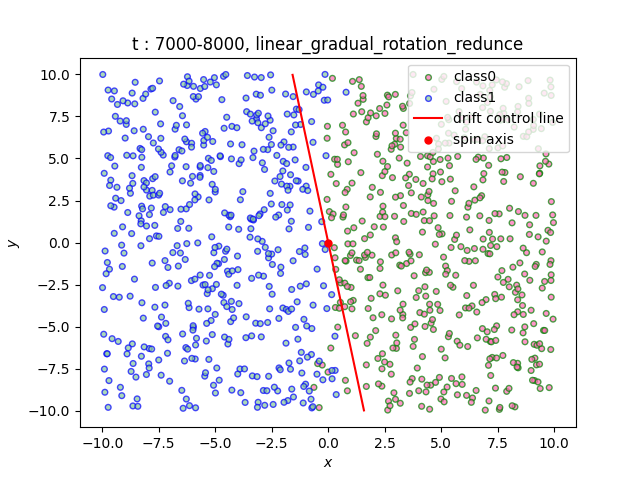 t : 7000-8000, linear_gradual_rotation_redunce
class0
class1
drift control line
spin axis
10.0
7.5
5.0
2.5
0.0
−2.5
−5.0
−7.5
−10.0
y
−10.0 −7.5 −5.0 −2.5 0.0 2.5 5.0 7.5 10.0
x